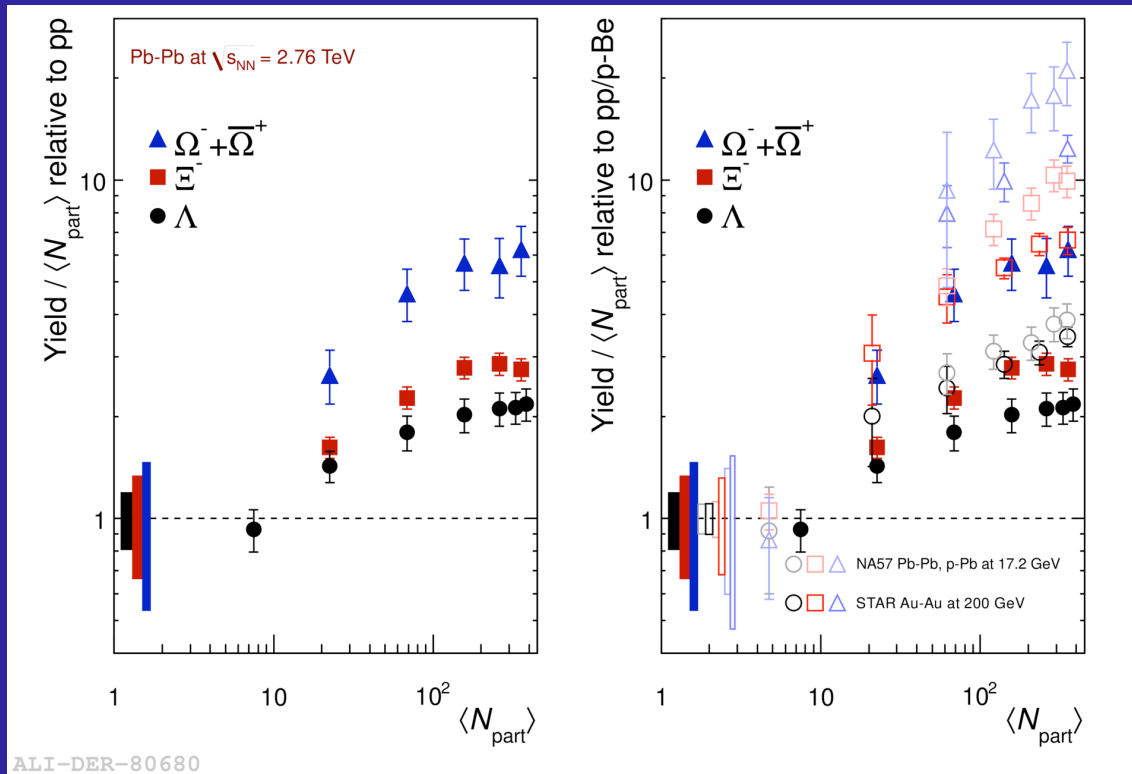 Yield / ⟨Npart⟩ relative to pp
Pb-Pb at √sNN = 2.76 TeV
Ω⁻+Ω̅⁺
Ξ⁻
Λ
10
1
1
10
10²
⟨Npart⟩
Yield / ⟨Npart⟩ relative to pp/p-Be
Ω⁻+Ω̅⁺
Ξ⁻
Λ
10
1
NA57 Pb-Pb, p-Pb at 17.2 GeV
STAR Au-Au at 200 GeV
1
10
10²
⟨Npart⟩
ALI-DER-80680